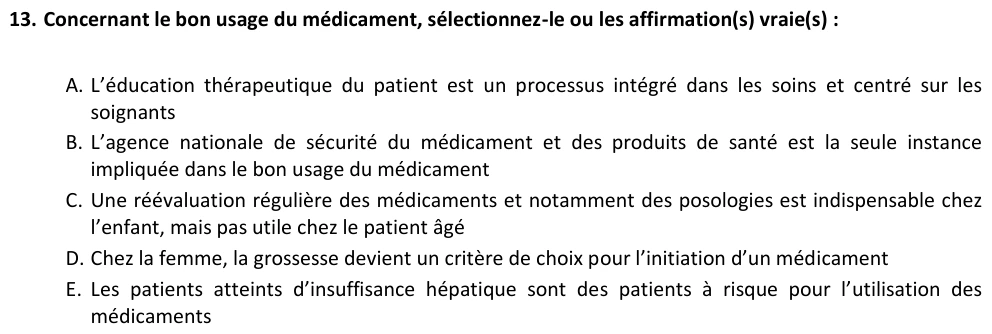 13. Concernant le bon usage du médicament, sélectionnez-le ou les affirmation(s) vraie(s) :
A. L’éducation thérapeutique du patient est un processus intégré dans les soins et centré sur les
soignants
B. L’agence nationale de sécurité du médicament et des produits de santé est la seule instance
impliquée dans le bon usage du médicament
C. Une réévaluation régulière des médicaments et notamment des posologies est indispensable chez
l’enfant, mais pas utile chez le patient âgé
D. Chez la femme, la grossesse devient un critère de choix pour l’initiation d’un médicament
E. Les patients atteints d’insuffisance hépatique sont des patients à risque pour l’utilisation des
médicaments